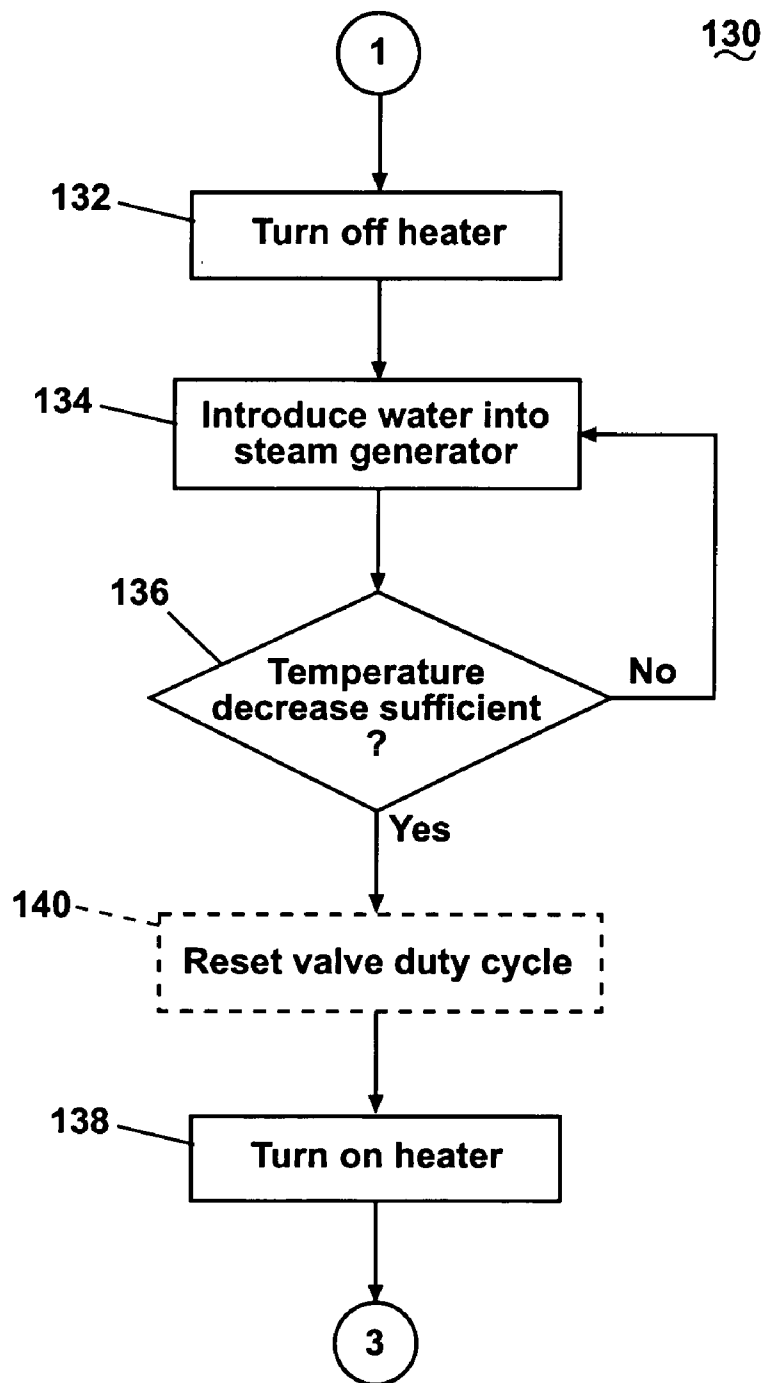 1
130
132
Turn off heater
134
Introduce water into
steam generator
136
Temperature
decrease sufficient
?
No
Yes
140
Reset valve duty cycle
138
Turn on heater
3